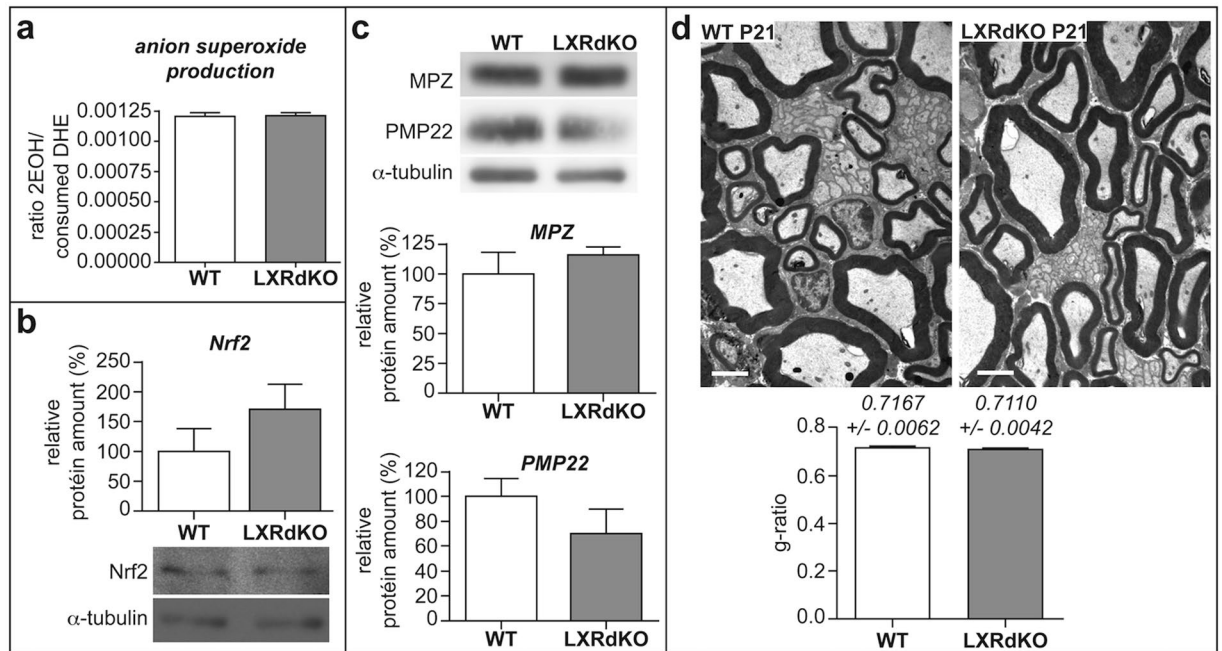 a
anion superoxide
production
ratio 2EOH/
consumed DHE
0.00125
0.00100
0.00075
0.00050
0.00025
0.00000
WT
LXRdKO
b
Nrf2
relative
protéin amount (%)
250
200
150
100
50
0
WT
LXRdKO
Nrf2
α-tubulin
c
WT
LXRdKO
MPZ
PMP22
α-tubulin
MPZ
relative
protéin amount (%)
125
100
75
50
25
0
WT
LXRdKO
PMP22
relative
protéin amount (%)
120
100
80
60
40
20
0
WT
LXRdKO
d
WT P21
LXRdKO P21
0.7167
+/- 0.0062
0.7110
+/- 0.0042
g-ratio
0.8
0.6
0.4
0.2
0.0
WT
LXRdKO